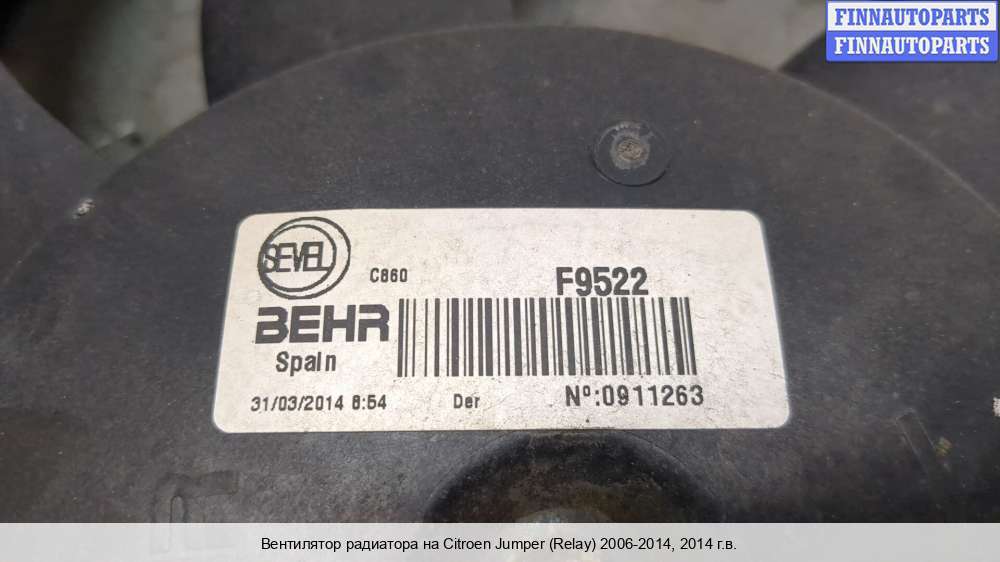 FINNAUTOPARTS
FINNAUTOPARTS
SEVEL
C860
F9522
BEHR
Spain
31/03/2014 8:54
Der
Nº:0911263
Вентилятор радиатора на Citroen Jumper (Relay) 2006-2014, 2014 г.в.